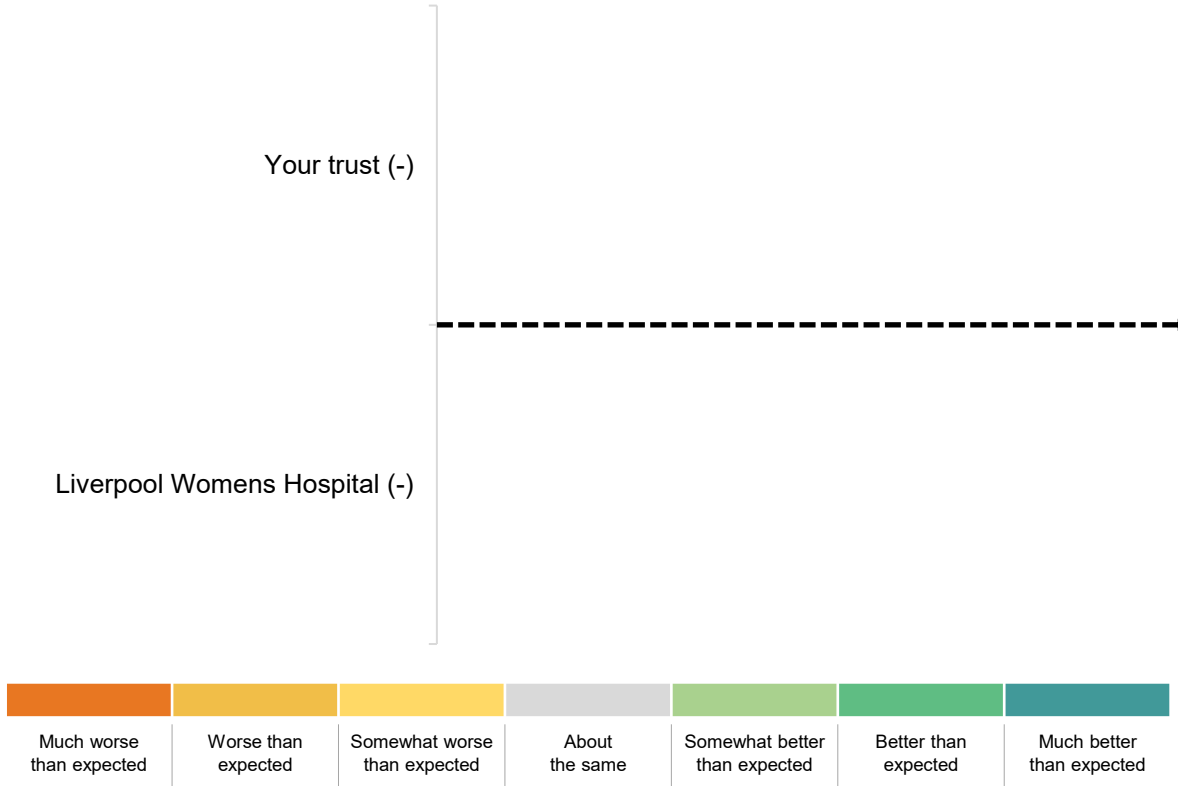 Your trust (-)
Liverpool Womens Hospital (-)
Much worse
than expected
Worse than
expected
Somewhat worse
than expected
About
the same
Somewhat better
than expected
Better than
expected
Much better
than expected